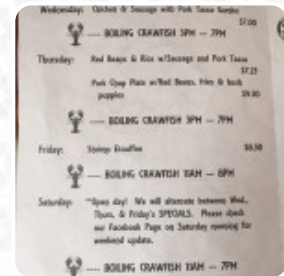 Wednesday: Chicken & Sausage with Pork Tasso Gumbo
$7.00
---- BOILING CRAWFISH 3PM - 7PM
Thursday: Red Beans & Rice w/Sausage and Pork Tasso
$7.25
Pork Chop Plate w/Red Beans, fries & hush
puppies $9.00
---- BOILING CRAWFISH 3PM -- 7PM
Friday: Shrimp Etouffee $8.50
---- BOILING CRAWFISH 11AM - 8PM
Saturday: "Open day! We will alternate between Wed.,
Thurs, & Friday's SPECIALS. Please check
our Facebook Page on Saturday morning for
weekend update.
---- BOILING CRAWFISH 11AM - 7PM